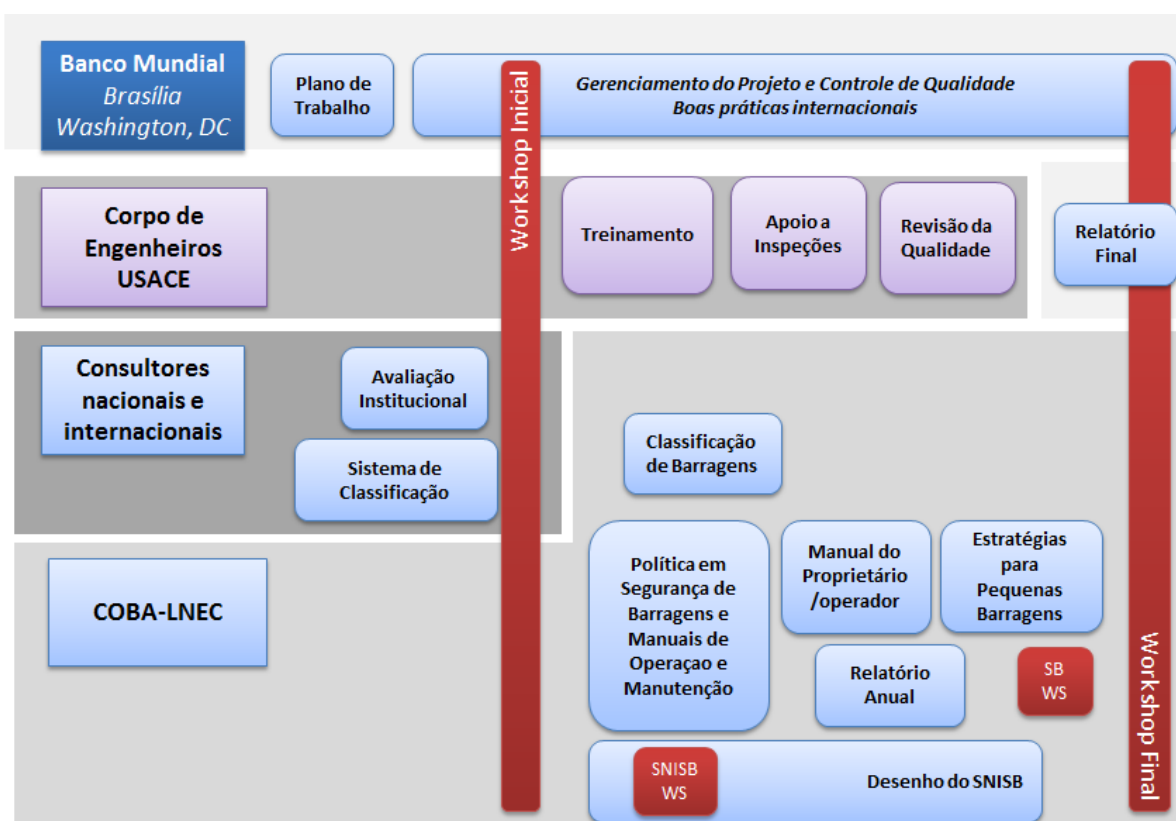 Banco Mundial
Brasília
Washington, DC
Plano de
Trabalho
Gerenciamento do Projeto e Controle de Qualidade
Boas práticas internacionais
Workshop Inicial
Corpo de
Engenheiros
USACE
Treinamento
Apoio a
Inspeções
Revisão da
Qualidade
Relatório
Final
Consultores
nacionais e
internacionais
Avaliação
Institucional
Sistema de
Classificação
Classificação
de Barragens
COBA-LNEC
Política em
Segurança de
Barragens e
Manuais de
Operaçao e
Manutenção
Manual do
Proprietário
/operador
Estratégias
para
Pequenas
Barragens
Relatório
Anual
SB
WS
SNISB
WS
Desenho do SNISB
Workshop Final